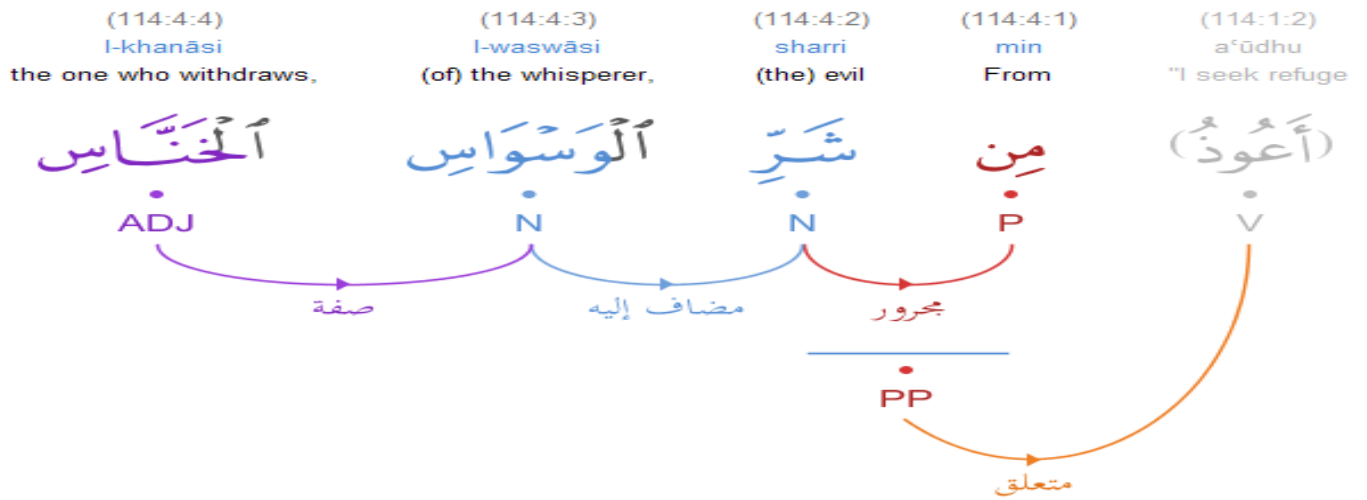 (114:4:4) (114:4:3) (114:4:2) (114:4:1) (114:1:2)
l-khanāsi l-waswāsi sharri min aʿūdhu
the one who withdraws, (of) the whisperer, (the) evil From "I seek refuge
(أَعُوذُ) مِن شَرِّ ٱلۡوَسۡوَاسِ ٱلۡخَنَّاسِ
ADJ N N P V
مجرور مضاف إليه صفة
PP
متعلق